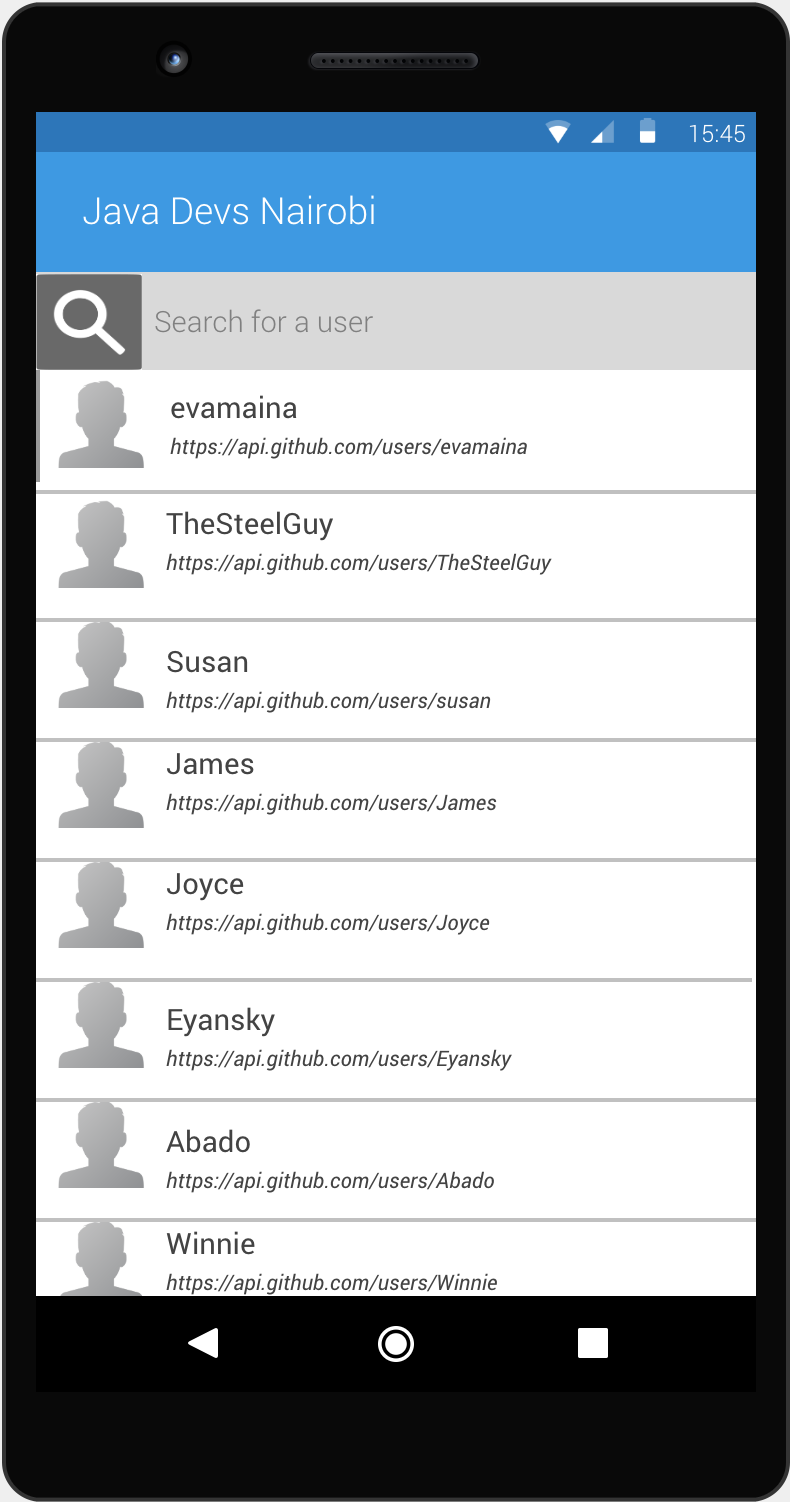 15:45
Java Devs Nairobi
Search for a user
evamaina
https://api.github.com/users/evamaina
TheSteelGuy
https://api.github.com/users/TheSteelGuy
Susan
https://api.github.com/users/susan
James
https://api.github.com/users/James
Joyce
https://api.github.com/users/Joyce
Eyansky
https://api.github.com/users/Eyansky
Abado
https://api.github.com/users/Abado
Winnie
https://api.github.com/users/Winnie